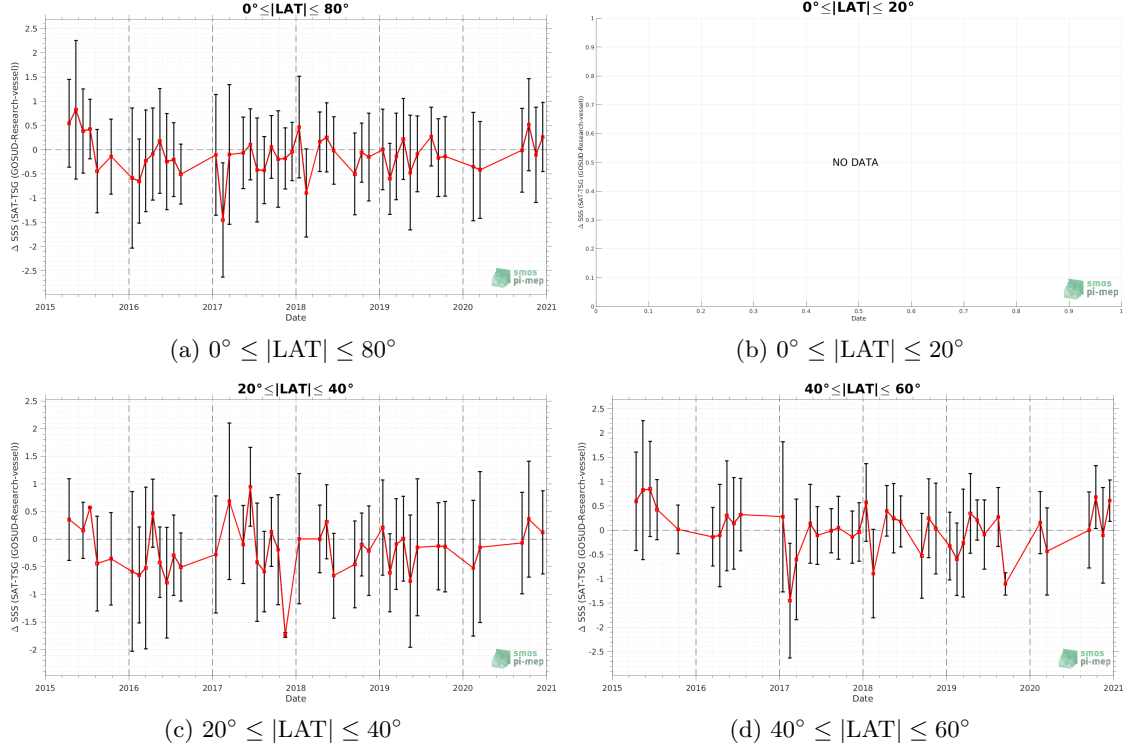 0°≤|LAT|≤ 80°
2.5
2
1.5
1
0.5
0
-0.5
-1
-1.5
-2
-2.5
Δ SSS (SAT-TSG (GOSUD-Research-vessel))
2015 2016 2017 2018 2019 2020 2021
Date
smos
pi-mep
(a) 0° ≤ |LAT| ≤ 80°
0°≤|LAT|≤ 20°
1
0.9
0.8
0.7
0.6
0.5
0.4
0.3
0.2
0.1
0
Δ SSS (SAT-TSG (GOSUD-Research-vessel))
NO DATA
0 0.1 0.2 0.3 0.4 0.5 0.6 0.7 0.8 0.9 1
Date
smos
pi-mep
(b) 0° ≤ |LAT| ≤ 20°
20°≤|LAT|≤ 40°
2.5
2
1.5
1
0.5
0
-0.5
-1
-1.5
-2
Δ SSS (SAT-TSG (GOSUD-Research-vessel))
2015 2016 2017 2018 2019 2020 2021
Date
smos
pi-mep
(c) 20° ≤ |LAT| ≤ 40°
40°≤|LAT|≤ 60°
2.5
2
1.5
1
0.5
0
-0.5
-1
-1.5
-2
-2.5
Δ SSS (SAT-TSG (GOSUD-Research-vessel))
2015 2016 2017 2018 2019 2020 2021
Date
smos
pi-mep
(d) 40° ≤ |LAT| ≤ 60°